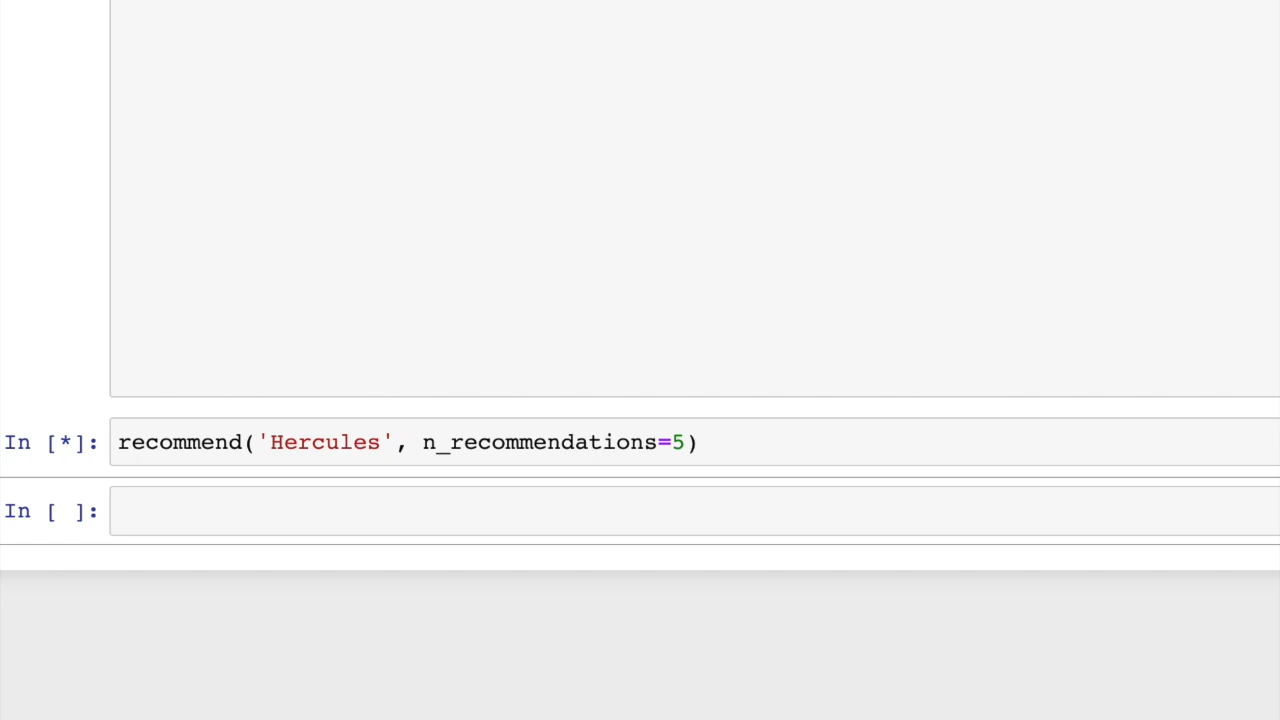 In [*]: recommend('Hercules', n_recommendations=5)
In [ ]: